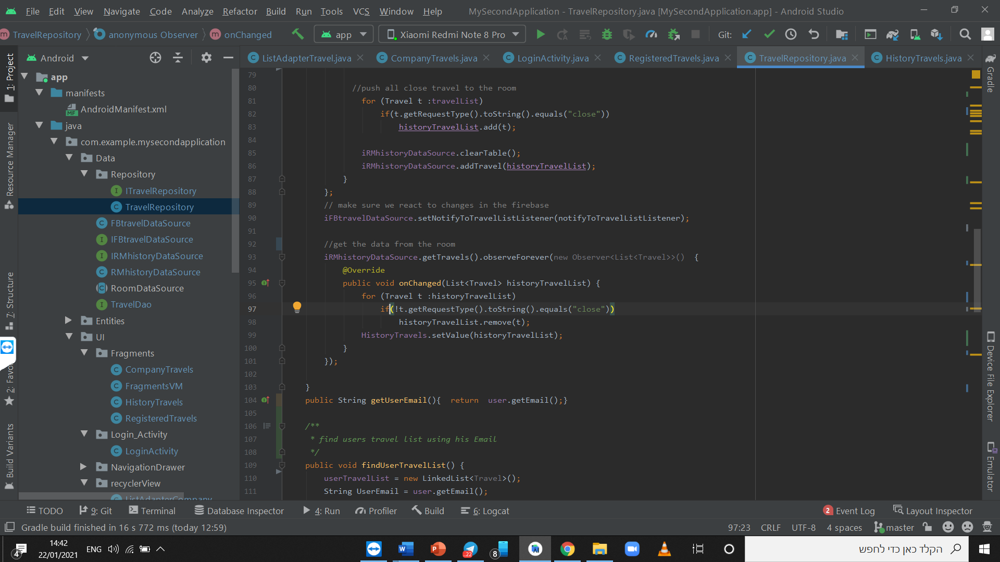 File Edit View Navigate Code Analyze Refactor Build Run Tools VCS Window Help MySecondApplication - TravelRepository.java [MySecondApplication.app] - Android Studio
TravelRepository anonymous Observer onChanged app Xiaomi Redmi Note 8 Pro Git:
Android
ListAdapterTravel.java CompanyTravels.java LoginActivity.java RegisteredTravels.java TravelRepository.java HistoryTravels.java
1: Project
Resource Manager
7: Structure
2: Favo
Build Variants
app
manifests
AndroidManifest.xml
java
com.example.mysecondapplication
Data
Repository
ITravelRepository
TravelRepository
FBtravelDataSource
IFBtravelDataSource
IRMhistoryDataSource
RMhistoryDataSource
RoomDataSource
TravelDao
Entities
UI
Fragments
CompanyTravels
FragmentsVM
HistoryTravels
RegisteredTravels
Login_Activity
LoginActivity
NavigationDrawer
recyclerView
ListAdapterCompany
79
80 //push all close travel to the room
81 for (Travel t :travelList)
82 if(t.getRequestType().toString().equals("close"))
83 historyTravelList.add(t);
84
85 iRMhistoryDataSource.clearTable();
86 iRMhistoryDataSource.addTravel(historyTravelList);
87 }
88 };
89 // make sure we react to changes in the firebase
90 iFBtravelDataSource.setNotifyToTravelListListener(notifyToTravelListListener);
91
92 //get the data from the room
93 iRMhistoryDataSource.getTravels().observeForever(new Observer<List<Travel>>() {
94 @Override
95 public void onChanged(List<Travel> historyTravelList) {
96 for (Travel t :historyTravelList)
97 if(!t.getRequestType().toString().equals("close"))
98 historyTravelList.remove(t);
99 HistoryTravels.setValue(historyTravelList);
100 }
101 });
102
103 }
104 public String getUserEmail(){ return user.getEmail();}
105
106 /**
107 * find users travel list using his Email
108 */
109 public void findUserTravelList() {
110 userTravelList = new LinkedList<Travel>();
111 String UserEmail = user.getEmail();
Gradle
Device File Explorer
Emulator
TODO 9: Git Terminal Database Inspector 4: Run Profiler Build 6: Logcat 2 Event Log Layout Inspector
Gradle build finished in 16 s 772 ms (today 12:59) 97:23 CRLF UTF-8 4 spaces master
4 14:42
22/01/2021
ENG
W P ..22 8
הקלד כאן כדי לחפש